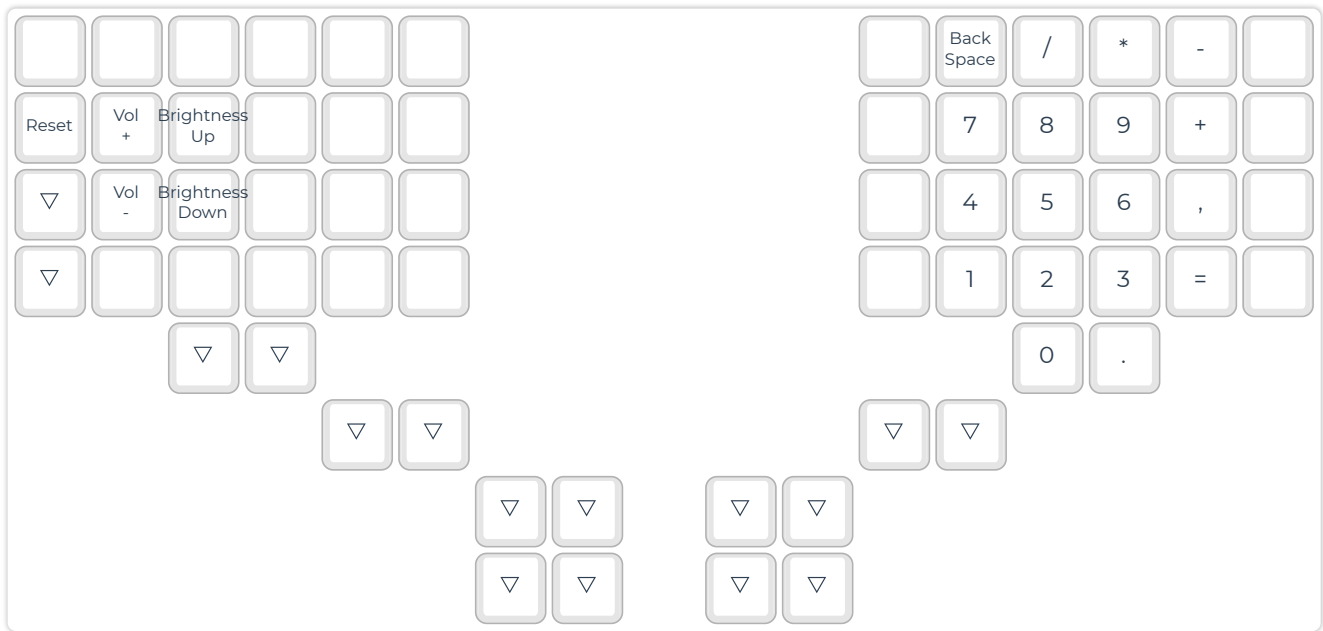 Back
Space / * -
Reset Vol
+ Brightness
Up 7 8 9 +
▽ Vol
- Brightness
Down 4 5 6 ,
▽ 1 2 3 =
▽ ▽ 0 .
▽ ▽ ▽ ▽
▽ ▽ ▽ ▽
▽ ▽ ▽ ▽